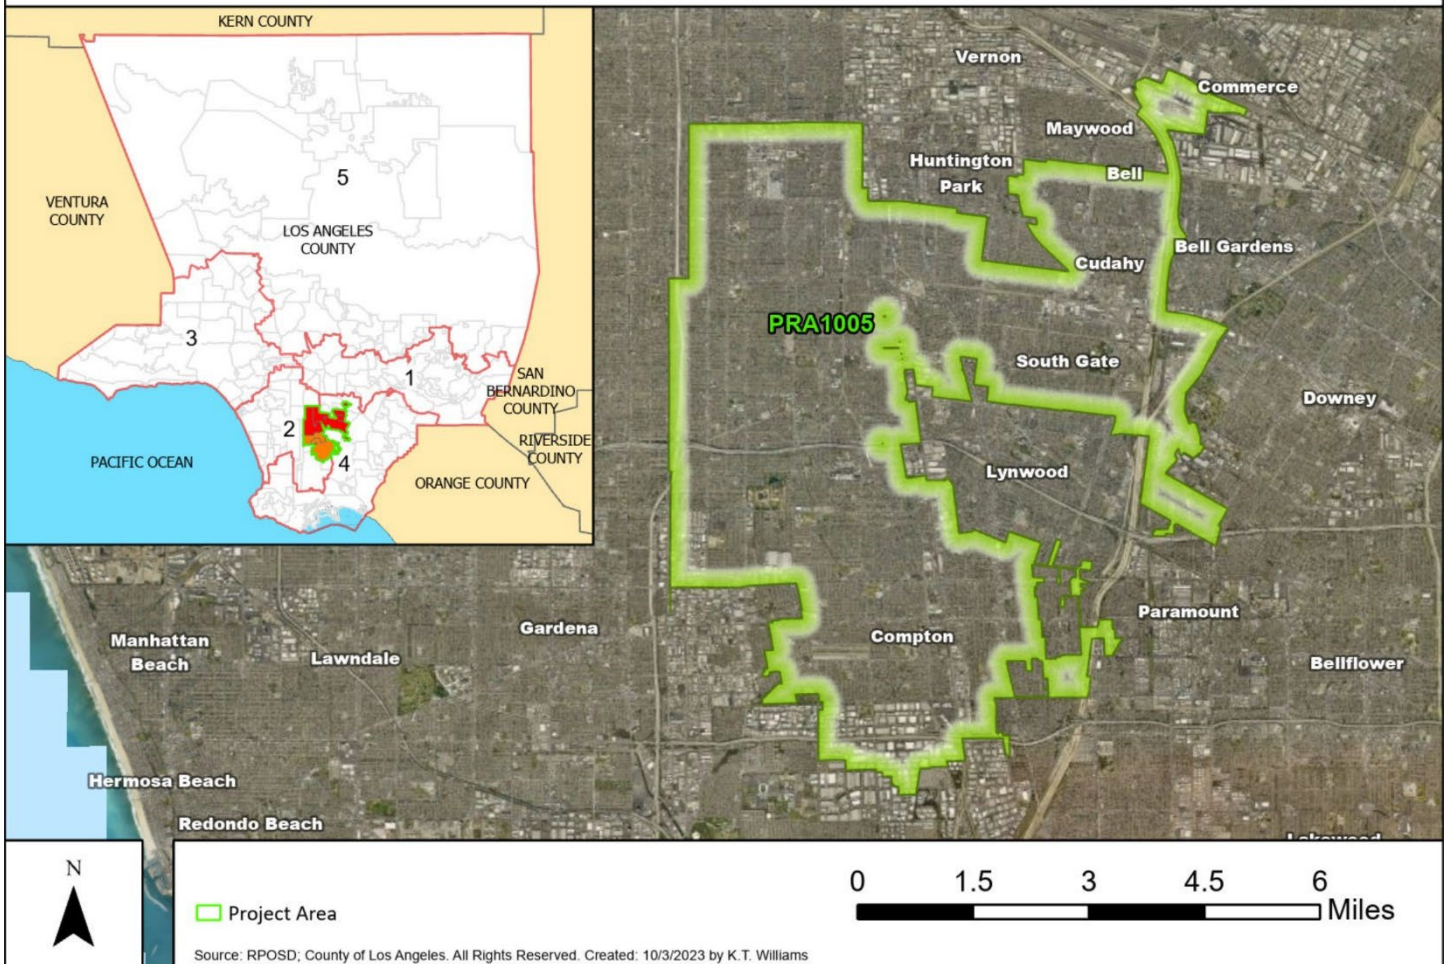 KERN COUNTY
5
VENTURA
COUNTY
LOS ANGELES
COUNTY
3
1
SAN
BERNARDINO
COUNTY
2
RIVERSIDE
COUNTY
4
PACIFIC OCEAN
ORANGE COUNTY
Vernon
Commerce
Maywood
Huntington
Park
Bell
Bell Gardens
Cudahy
PRA1005
South Gate
Downey
Lynwood
Paramount
Gardena
Compton
Manhattan
Beach
Lawndale
Bellflower
Hermosa Beach
Redondo Beach
Lakewood
N
Project Area
0 1.5 3 4.5 6
Miles
Source: RPOSD; County of Los Angeles. All Rights Reserved. Created: 10/3/2023 by K.T. Williams